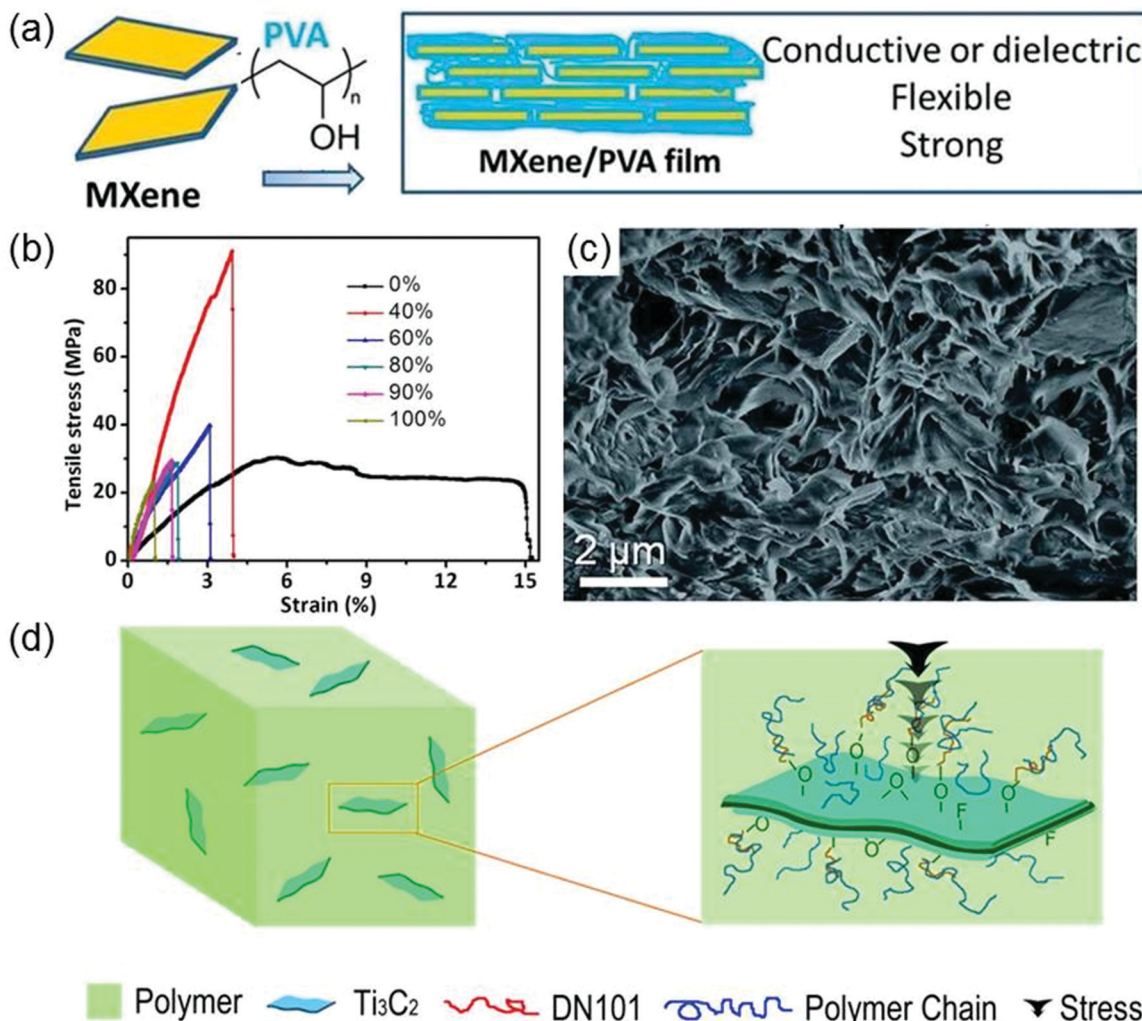 (a)
PVA
n
OH
MXene
MXene/PVA film
Conductive or dielectric
Flexible
Strong
(b)
Tensile stress (MPa)
80
60
40
20
0
0 3 6 9 12 15
Strain (%)
0%
40%
60%
80%
90%
100%
(c)
2 μm
(d)
O
O
O
O
O
O
O
F
O
O
F
Polymer Ti₃C₂ DN101 Polymer Chain Stress